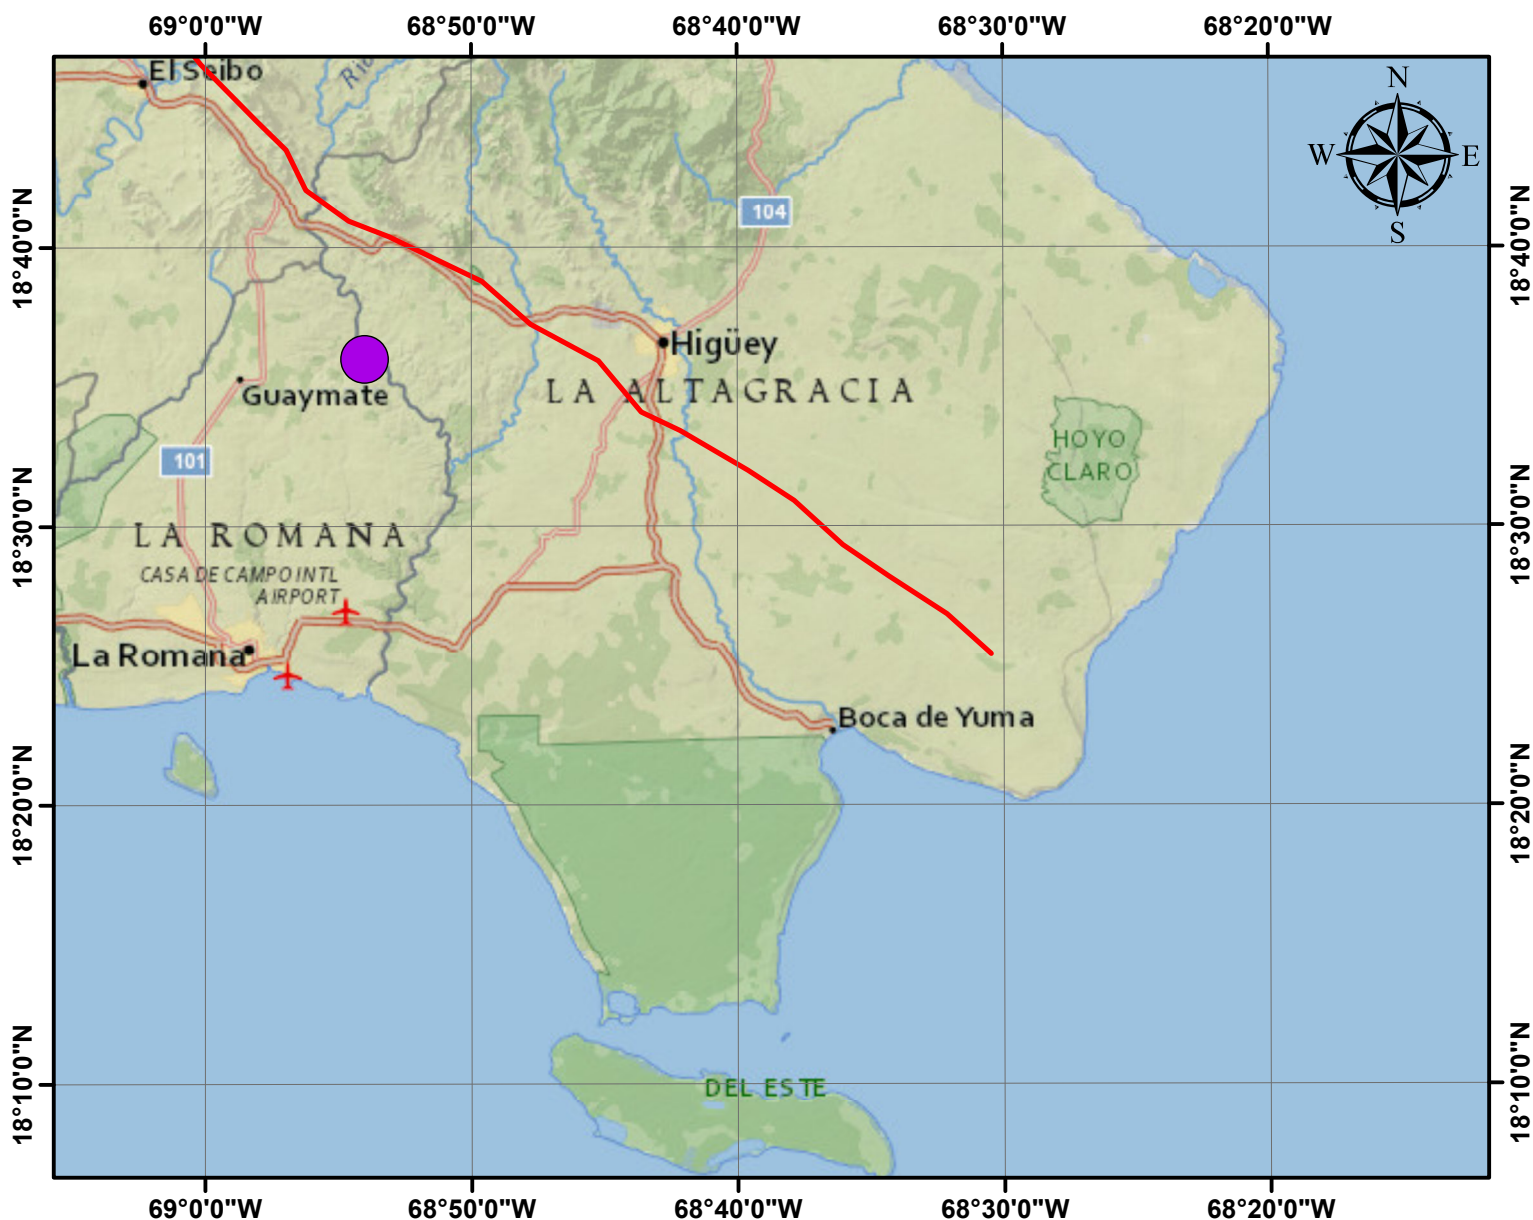 69°0'0"W 68°50'0"W 68°40'0"W 68°30'0"W 68°20'0"W
El Seibo
N
W E
S
104
18°40'0"N 18°40'0"N
Higüey
LA ALTAGRACIA
Guaymate
HOYO
CLARO
101
18°30'0"N 18°30'0"N
LA ROMANA
CASA DE CAMPO INTL
AIRPORT
La Romana
Boca de Yuma
18°20'0"N 18°20'0"N
18°10'0"N 18°10'0"N
DEL ESTE
69°0'0"W 68°50'0"W 68°40'0"W 68°30'0"W 68°20'0"W